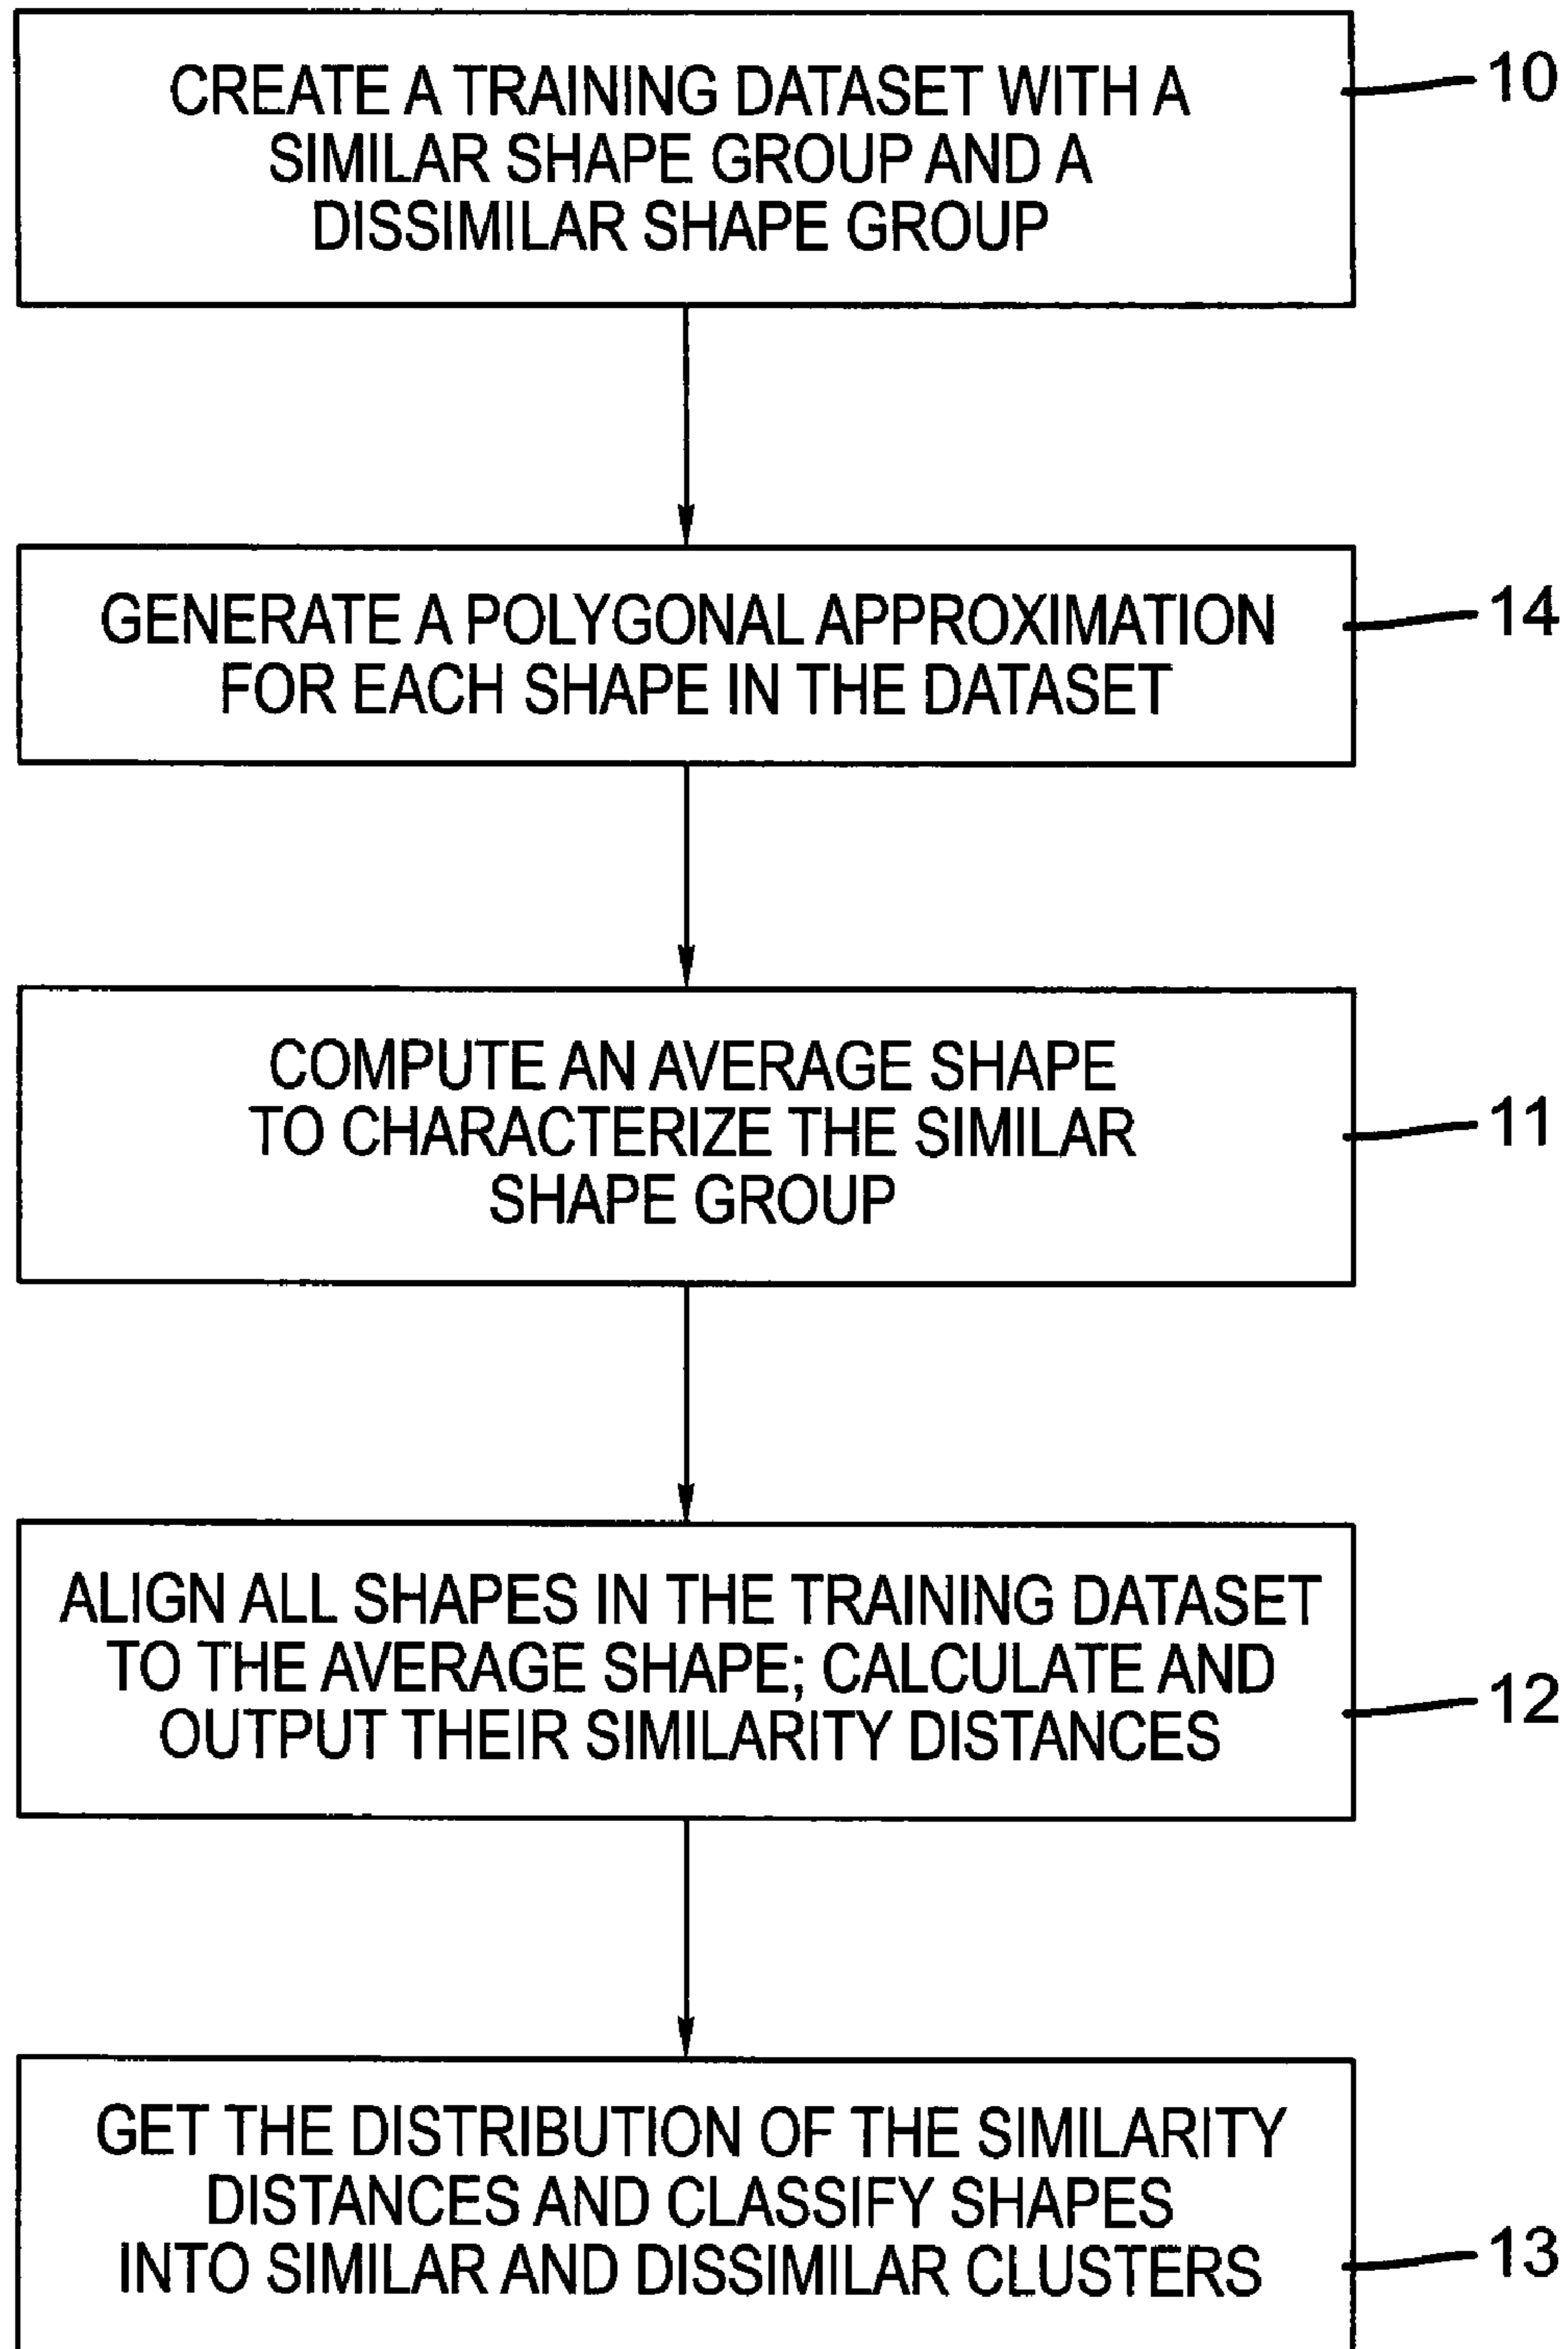 CREATE A TRAINING DATASET WITH A
SIMILAR SHAPE GROUP AND A
DISSIMILAR SHAPE GROUP
10
GENERATE A POLYGONAL APPROXIMATION
FOR EACH SHAPE IN THE DATASET
14
COMPUTE AN AVERAGE SHAPE
TO CHARACTERIZE THE SIMILAR
SHAPE GROUP
11
ALIGN ALL SHAPES IN THE TRAINING DATASET
TO THE AVERAGE SHAPE; CALCULATE AND
OUTPUT THEIR SIMILARITY DISTANCES
12
GET THE DISTRIBUTION OF THE SIMILARITY
DISTANCES AND CLASSIFY SHAPES
INTO SIMILAR AND DISSIMILAR CLUSTERS
13